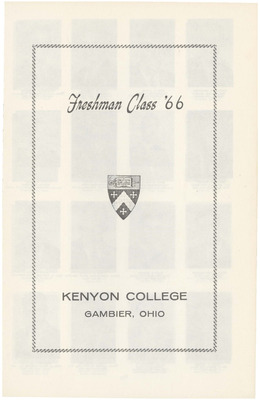 Freshman Class '66
KENYON COLLEGE
GAMBIER, OHIO